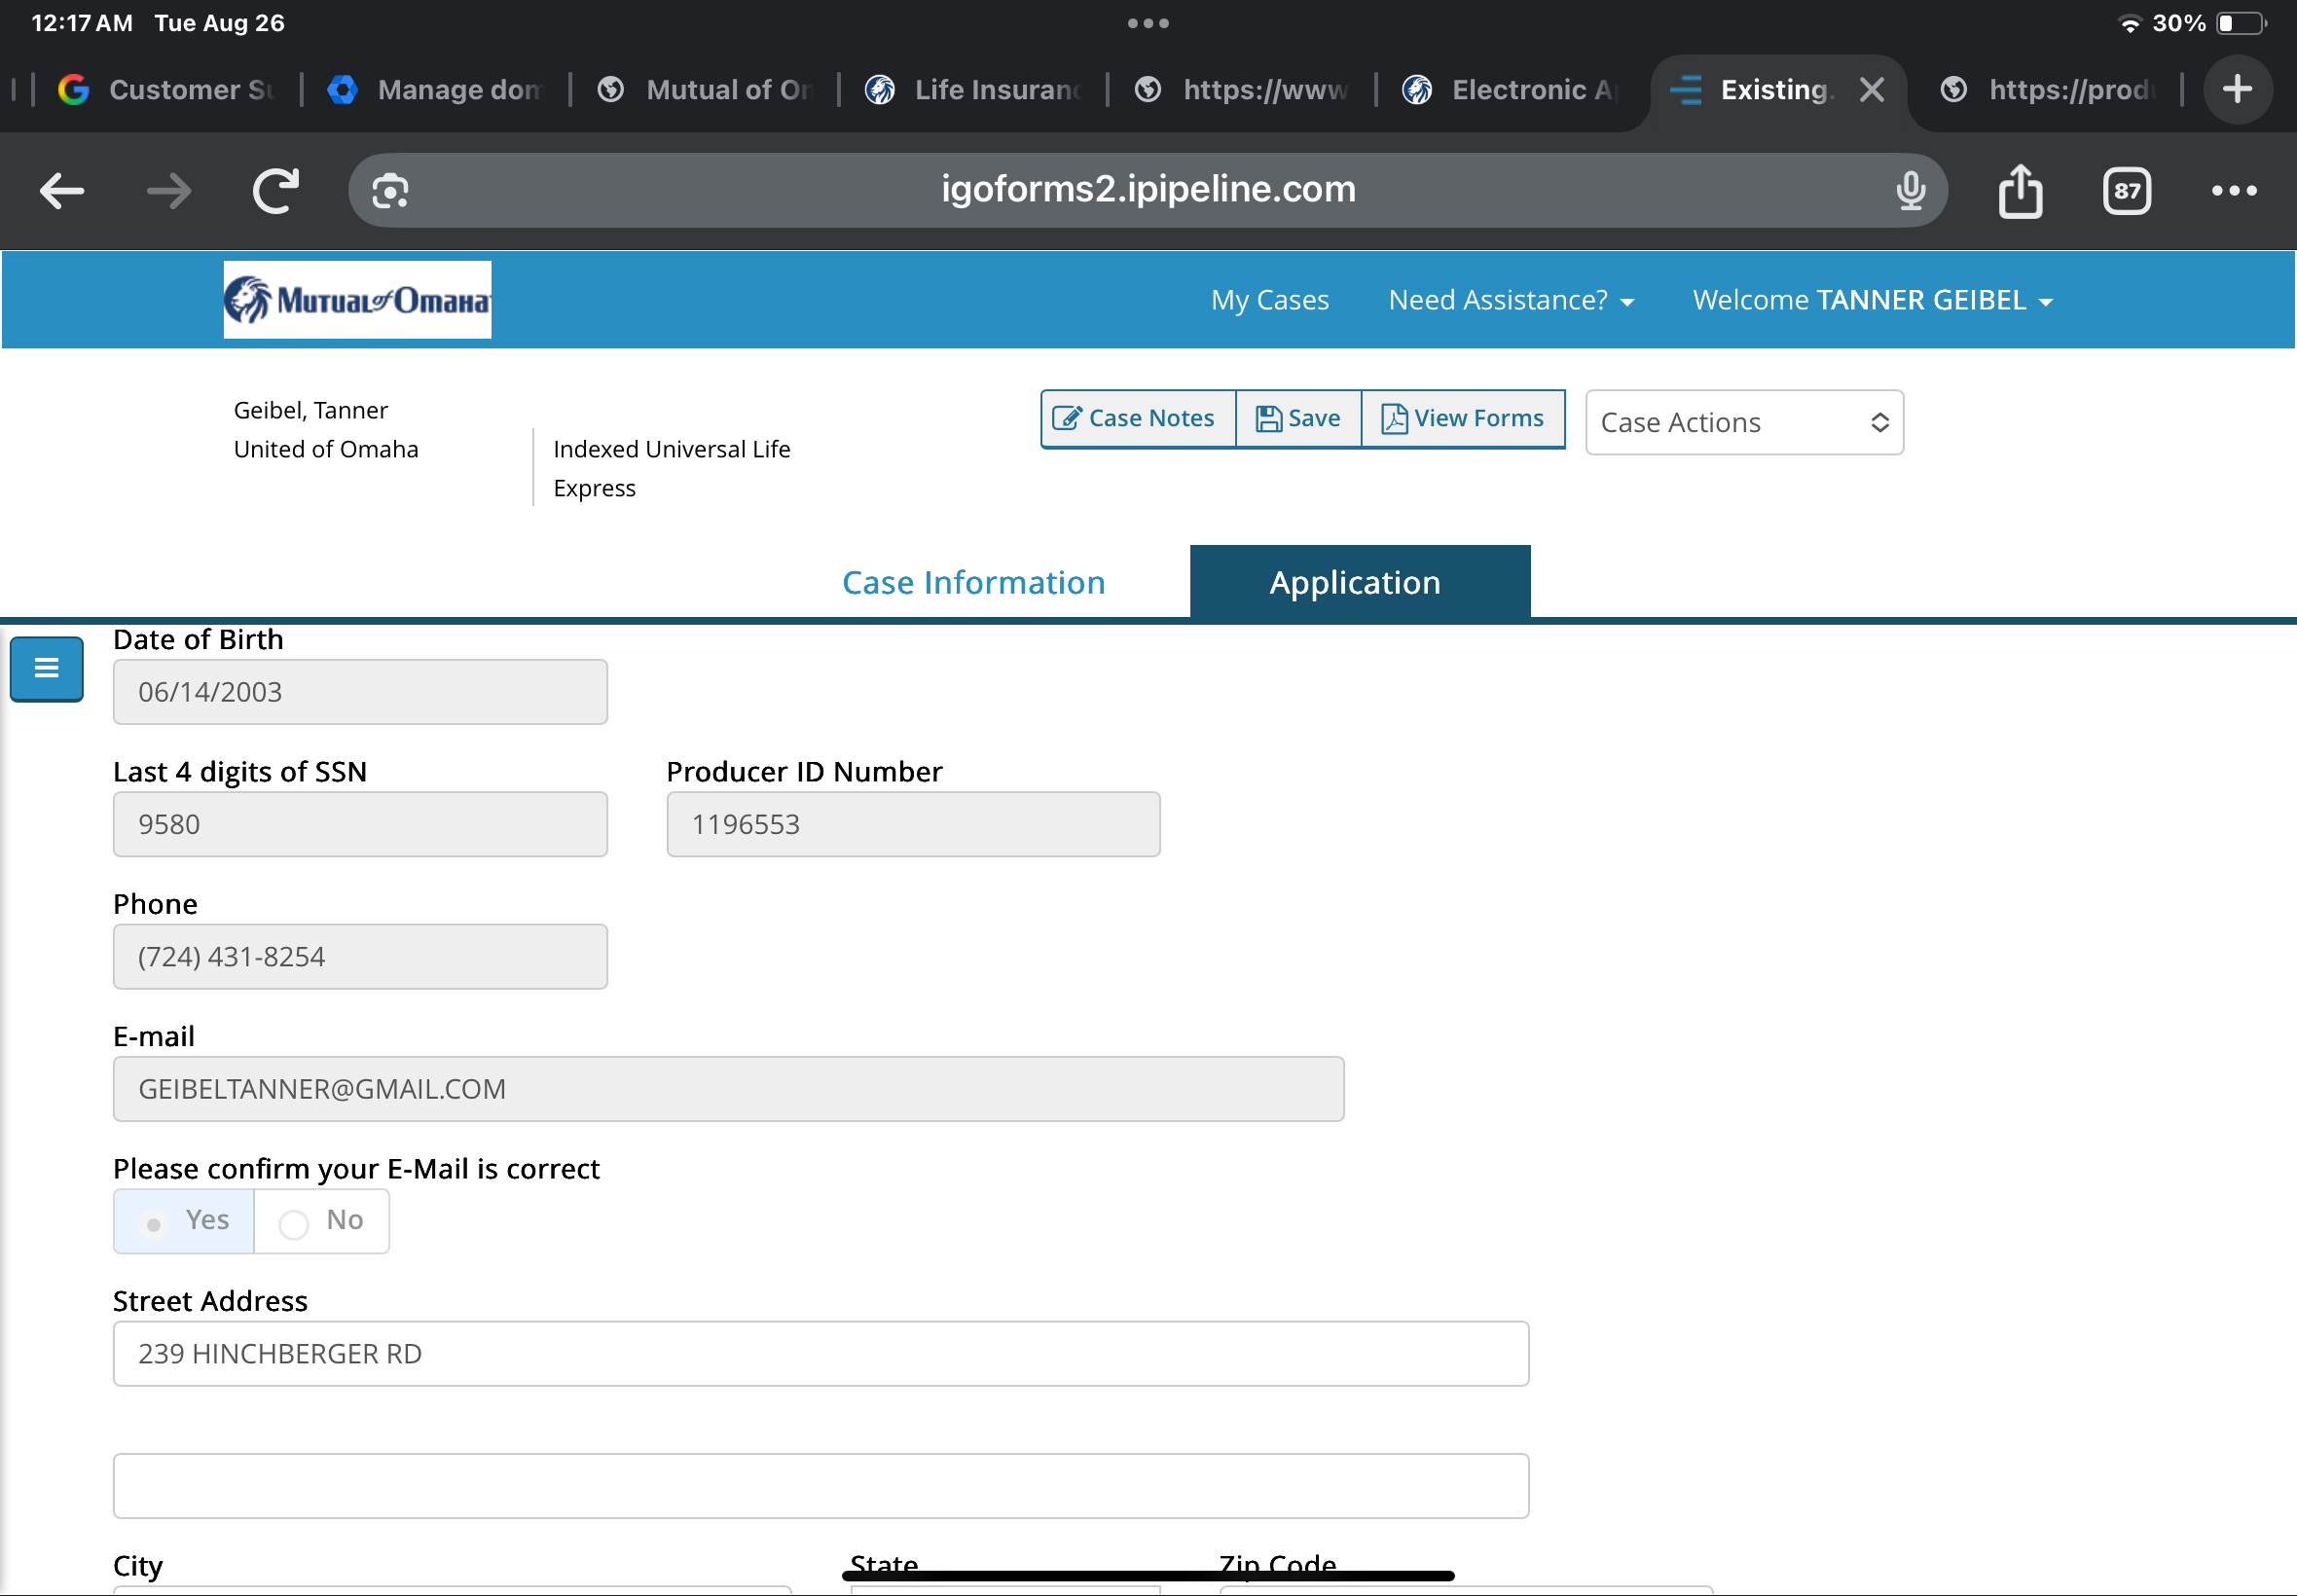 12:17 AM Tue Aug 26
30%
Customer Su
Manage dom
Mutual of Om
Life Insuranc
https://www
Electronic A
Existing.
https://prod
igoforms2.ipipeline.com
87
Mutual of Omaha
My Cases
Need Assistance?
Welcome TANNER GEIBEL
Geibel, Tanner
United of Omaha
Indexed Universal Life
Express
Case Notes
Save
View Forms
Case Actions
Case Information
Application
Date of Birth
06/14/2003
Last 4 digits of SSN
Producer ID Number
9580
1196553
Phone
(724) 431-8254
E-mail
GEIBELTANNER@GMAIL.COM
Please confirm your E-Mail is correct
Yes
No
Street Address
239 HINCHBERGER RD
City
State
Zip Code